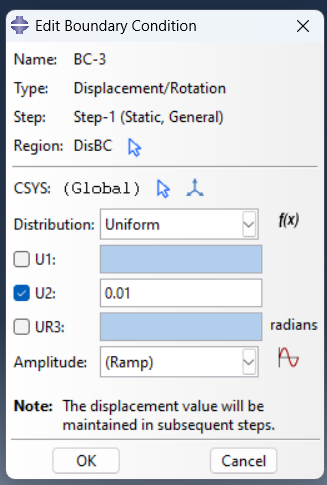 Edit Boundary Condition
Name: BC-3
Type: Displacement/Rotation
Step: Step-1 (Static, General)
Region: DisBC
CSYS: (Global)
Distribution: Uniform f(x)
U1:
U2: 0.01
UR3: radians
Amplitude: (Ramp)
Note: The displacement value will be
maintained in subsequent steps.
OK Cancel